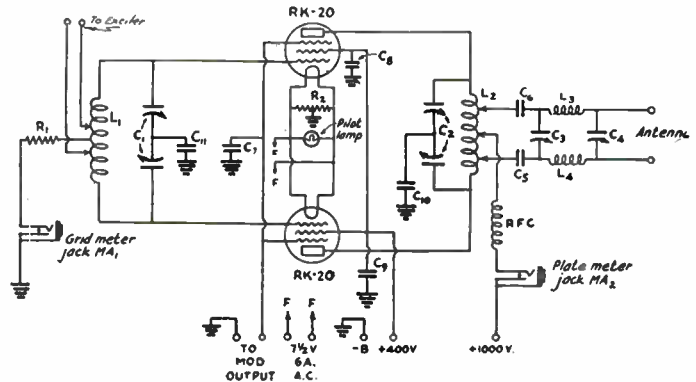 RK-20
To Exciter
C8
L1
R1
C1
C11
C7
R2
Pilot lamp
F
F
L2
C2
C10
C6
L3
C3
C4
Antenna
C5
L4
RFC
Grid meter
jack MA1
RK-20
C9
Plate meter
jack MA2
F F
TO
MOD
OUTPUT
7½V
6A.
A.C.
-B
+400V
+1000V.